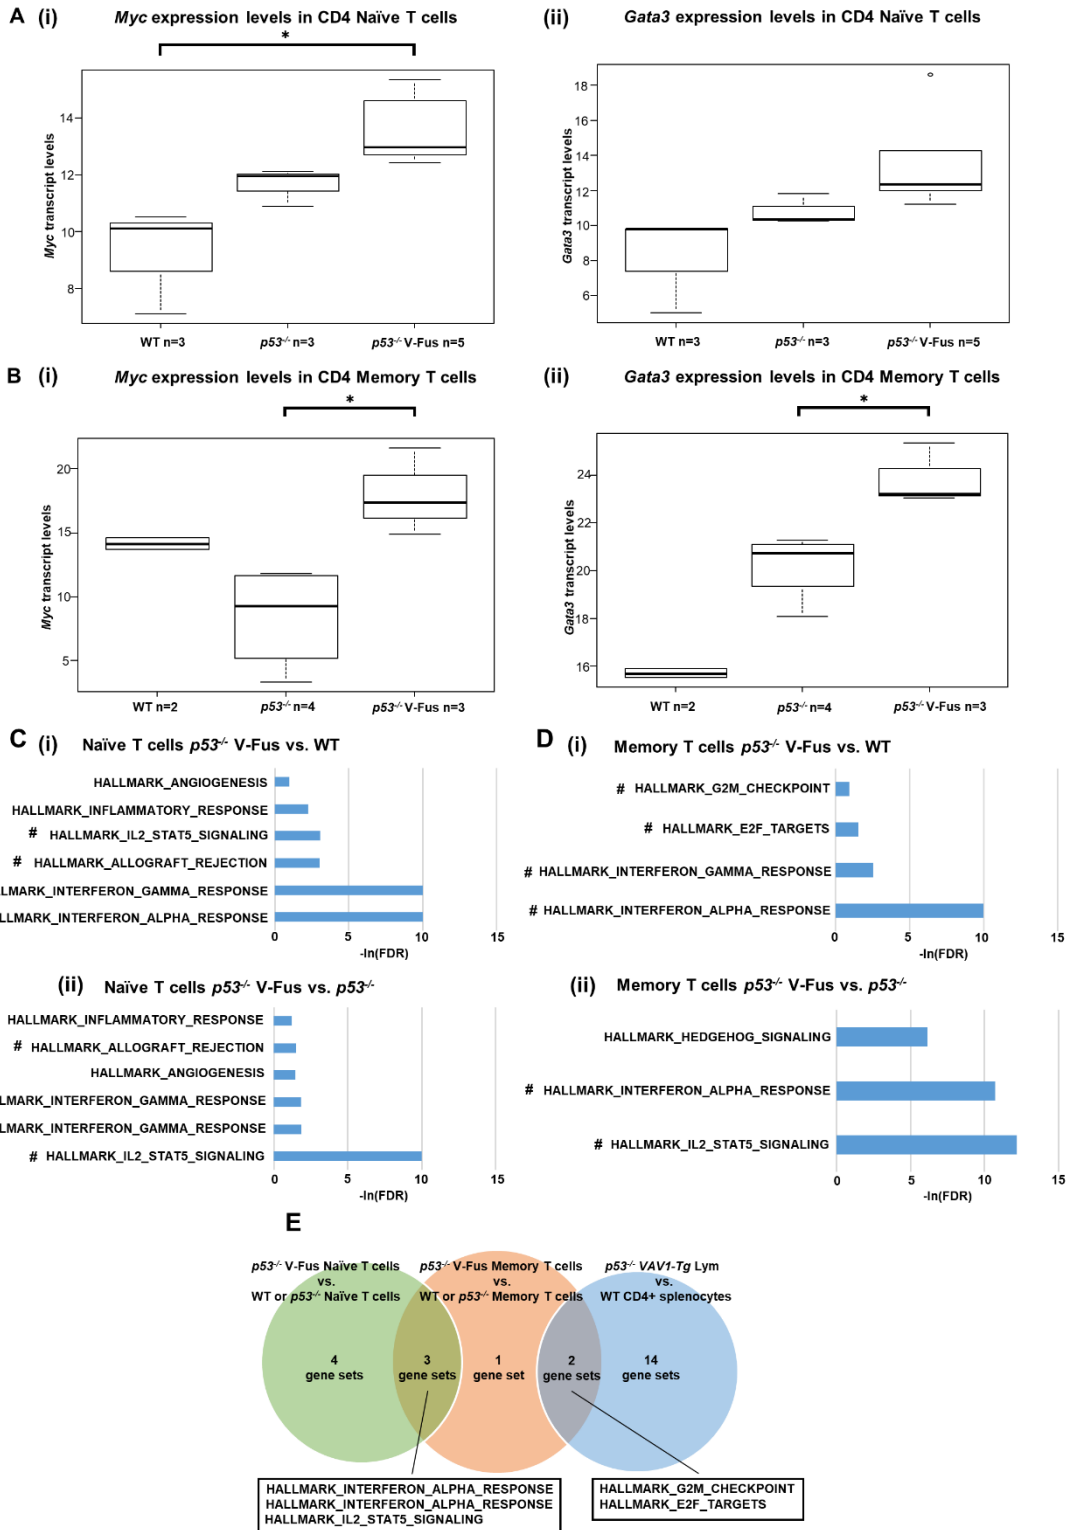 A (i) Myc expression levels in CD4 Naïve T cells
*
Myc transcript levels
14
12
10
8
WT n=3
p53-/- n=3
p53-/- V-Fus n=5
(ii) Gata3 expression levels in CD4 Naïve T cells
Gata3 transcript levels
18
16
14
12
10
8
6
WT n=3
p53-/- n=3
p53-/- V-Fus n=5
B (i) Myc expression levels in CD4 Memory T cells
*
Myc transcript levels
20
15
10
5
WT n=2
p53-/- n=4
p53-/- V-Fus n=3
(ii) Gata3 expression levels in CD4 Memory T cells
*
Gata3 transcript levels
24
22
20
18
16
WT n=2
p53-/- n=4
p53-/- V-Fus n=3
C (i) Naïve T cells p53-/- V-Fus vs. WT
HALLMARK_ANGIOGENESIS
HALLMARK_INFLAMMATORY_RESPONSE
# HALLMARK_IL2_STAT5_SIGNALING
# HALLMARK_ALLOGRAFT_REJECTION
LMARK_INTERFERON_GAMMA_RESPONSE
ALLMARK_INTERFERON_ALPHA_RESPONSE
0 5 10 15
-ln(FDR)
(ii) Naïve T cells p53-/- V-Fus vs. p53-/-
HALLMARK_INFLAMMATORY_RESPONSE
# HALLMARK_ALLOGRAFT_REJECTION
HALLMARK_ANGIOGENESIS
LMARK_INTERFERON_GAMMA_RESPONSE
LMARK_INTERFERON_GAMMA_RESPONSE
# HALLMARK_IL2_STAT5_SIGNALING
0 5 10 15
-ln(FDR)
D (i) Memory T cells p53-/- V-Fus vs. WT
# HALLMARK_G2M_CHECKPOINT
# HALLMARK_E2F_TARGETS
# HALLMARK_INTERFERON_GAMMA_RESPONSE
# HALLMARK_INTERFERON_ALPHA_RESPONSE
0 5 10 15
-ln(FDR)
(ii) Memory T cells p53-/- V-Fus vs. p53-/-
HALLMARK_HEDGEHOG_SIGNALING
# HALLMARK_INTERFERON_ALPHA_RESPONSE
# HALLMARK_IL2_STAT5_SIGNALING
0 5 10 15
-ln(FDR)
E
p53-/- V-Fus Naïve T cells
vs.
WT or p53-/- Naïve T cells
p53-/- V-Fus Memory T cells
vs.
WT or p53-/- Memory T cells
p53-/- VAV1-Tg Lym
vs.
WT CD4+ splenocytes
4
gene sets
3
gene sets
1
gene set
2
gene sets
14
gene sets
HALLMARK_INTERFERON_ALPHA_RESPONSE
HALLMARK_INTERFERON_ALPHA_RESPONSE
HALLMARK_IL2_STAT5_SIGNALING
HALLMARK_G2M_CHECKPOINT
HALLMARK_E2F_TARGETS